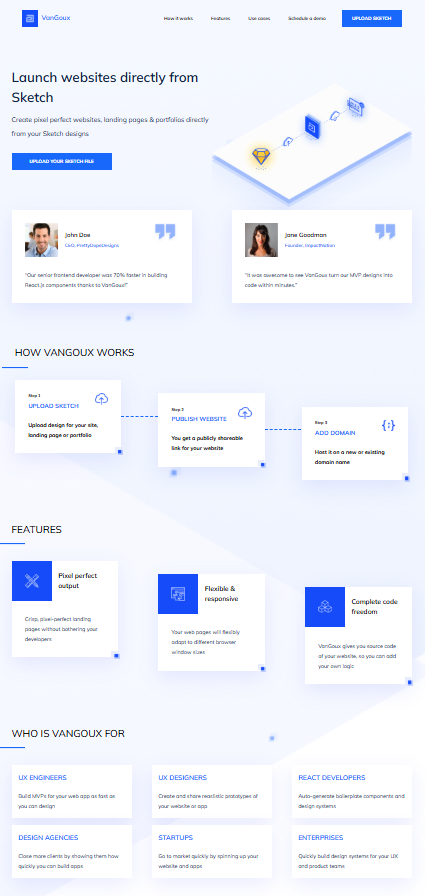 VanGoux
How it works
Features
Use cases
Schedule a demo
UPLOAD SKETCH
Launch websites directly from
Sketch
Create pixel perfect websites, landing pages & portfolios directly
from your Sketch designs
UPLOAD YOUR SKETCH FILE
John Doe
CEO, PrettyHopeDesigns
"Our senior frontend developer was 70% faster in building
React.js components thanks to VanGoux!"
Jane Goodman
Founder, ImpactNation
"It was awesome to see VanGoux turn our MVP designs into
code within minutes."
HOW VANGOUX WORKS
Step 1
UPLOAD SKETCH
Upload design for your site,
landing page or portfolio
Step 2
PUBLISH WEBSITE
You get a publicly shareable
link for your website
Step 3
ADD DOMAIN
Host it on a new or existing
domain name
FEATURES
Pixel perfect
output
Crisp, pixel-perfect landing
pages without bothering your
developers
Flexible &
responsive
Your web pages will flexibly
adapt to different browser
window sizes
Complete code
freedom
VanGoux gives you source code
of your website, so you can add
your own logic
WHO IS VANGOUX FOR
UX ENGINEERS
Build MVPs for your web app as fast as
you can design
UX DESIGNERS
Create and share reaslistic prototypes of
your website or app
REACT DEVELOPERS
Auto-generate boilerplate components and
design systems
DESIGN AGENCIES
Close more clients by showing them how
quickly you can build apps
STARTUPS
Go to market quickly by spinning up your
website and apps
ENTERPRISES
Quickly build design systems for your UX
and product teams